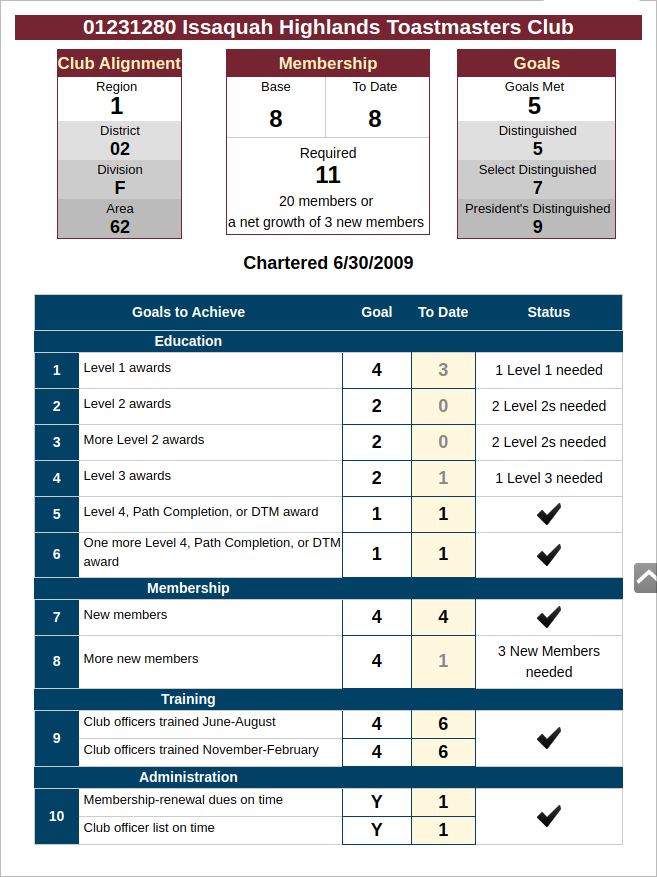 01231280 Issaquah Highlands Toastmasters Club
Club Alignment
Region
1
District
02
Division
F
Area
62
Membership
Base To Date
8 8
Required
11
20 members or
a net growth of 3 new members
Goals
Goals Met
5
Distinguished
5
Select Distinguished
7
President's Distinguished
9
Chartered 6/30/2009
Goals to Achieve Goal To Date Status
Education
1 Level 1 awards 4 3 1 Level 1 needed
2 Level 2 awards 2 0 2 Level 2s needed
3 More Level 2 awards 2 0 2 Level 2s needed
4 Level 3 awards 2 1 1 Level 3 needed
5 Level 4, Path Completion, or DTM award 1 1
6 One more Level 4, Path Completion, or DTM
award 1 1
Membership
7 New members 4 4
8 More new members 4 1 3 New Members
needed
Training
9 Club officers trained June-August 4 6
Club officers trained November-February 4 6
Administration
10 Membership-renewal dues on time Y 1
Club officer list on time Y 1